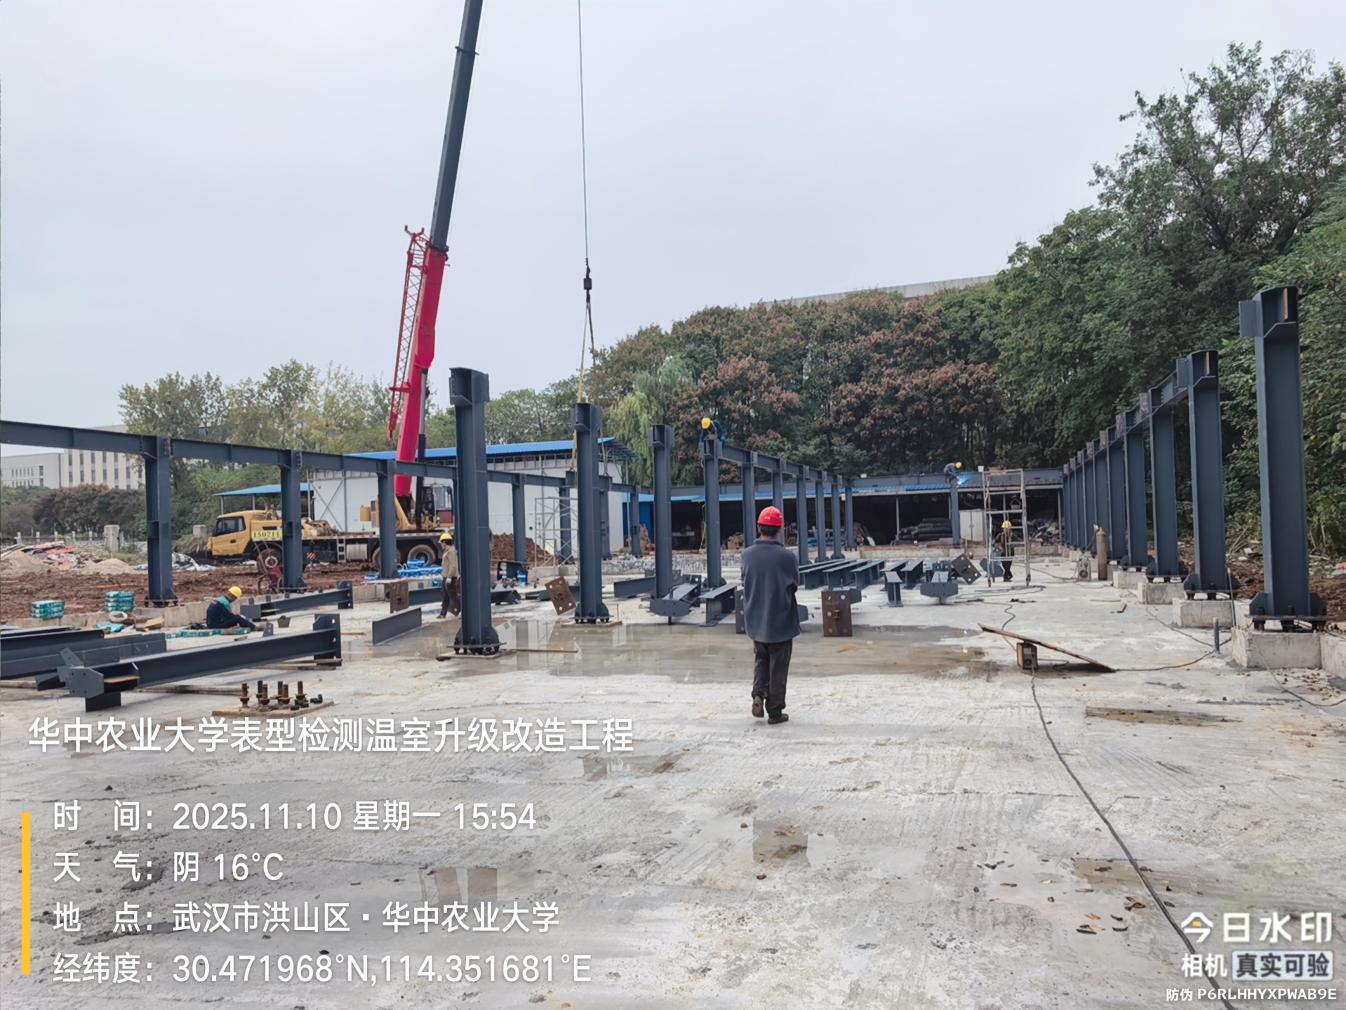 150711
华中农业大学表型检测温室升级改造工程
时 间：2025.11.10 星期一 15:54
天 气：阴 16°C
地 点：武汉市洪山区·华中农业大学
经纬度：30.471968°N,114.351681°E
今日水印
相机 真实可验
防伪 P6RLHHYXPWAB9E